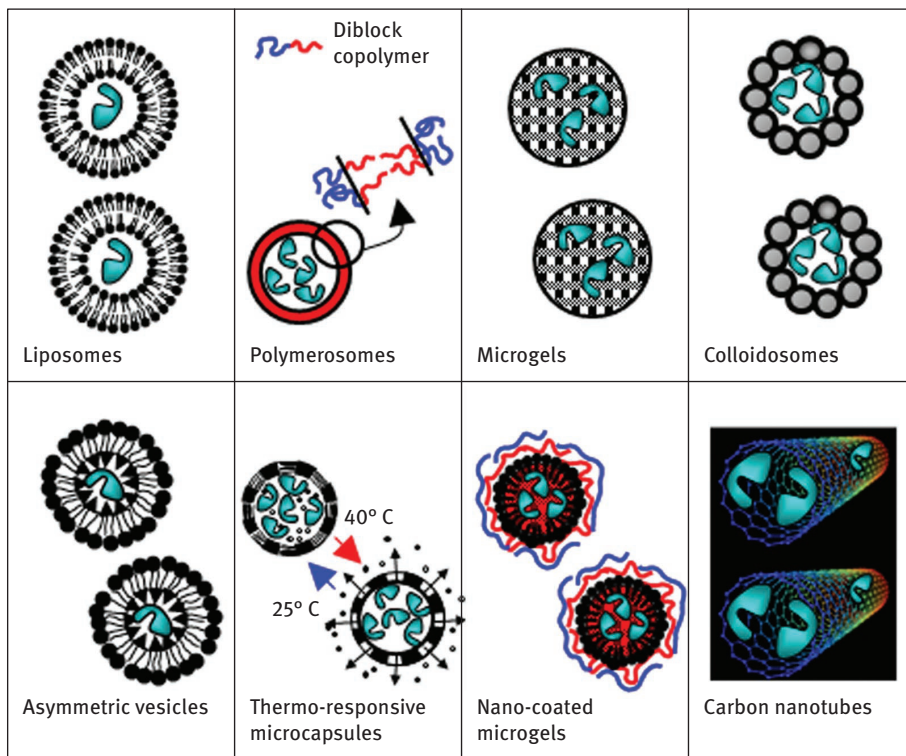 Diblock
copolymer
Liposomes
Polymerosomes
Microgels
Colloidosomes
40° C
25° C
Asymmetric vesicles
Thermo-responsive
microcapsules
Nano-coated
microgels
Carbon nanotubes